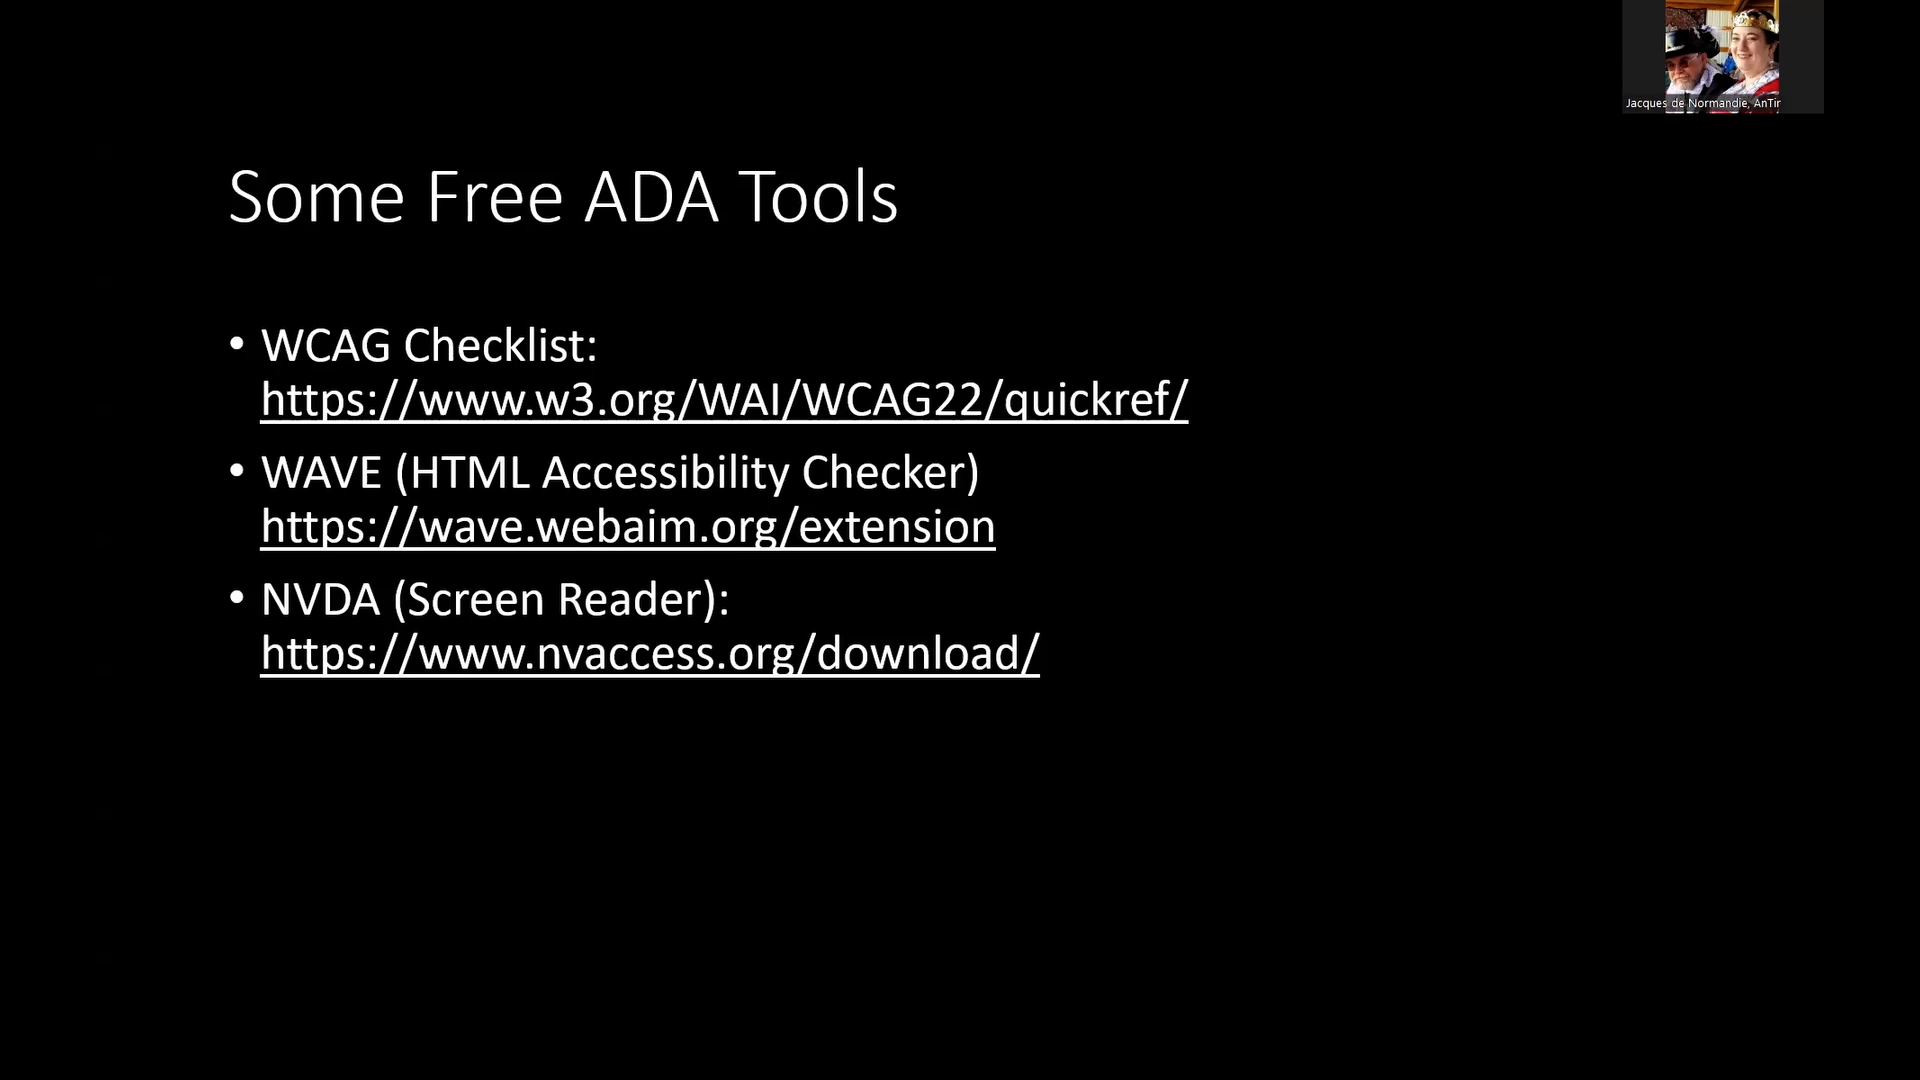 Jacques de Normandie, AnTir
Some Free ADA Tools
• WCAG Checklist:
https://www.w3.org/WAI/WCAG22/quickref/
• WAVE (HTML Accessibility Checker)
https://wave.webaim.org/extension
• NVDA (Screen Reader):
https://www.nvaccess.org/download/